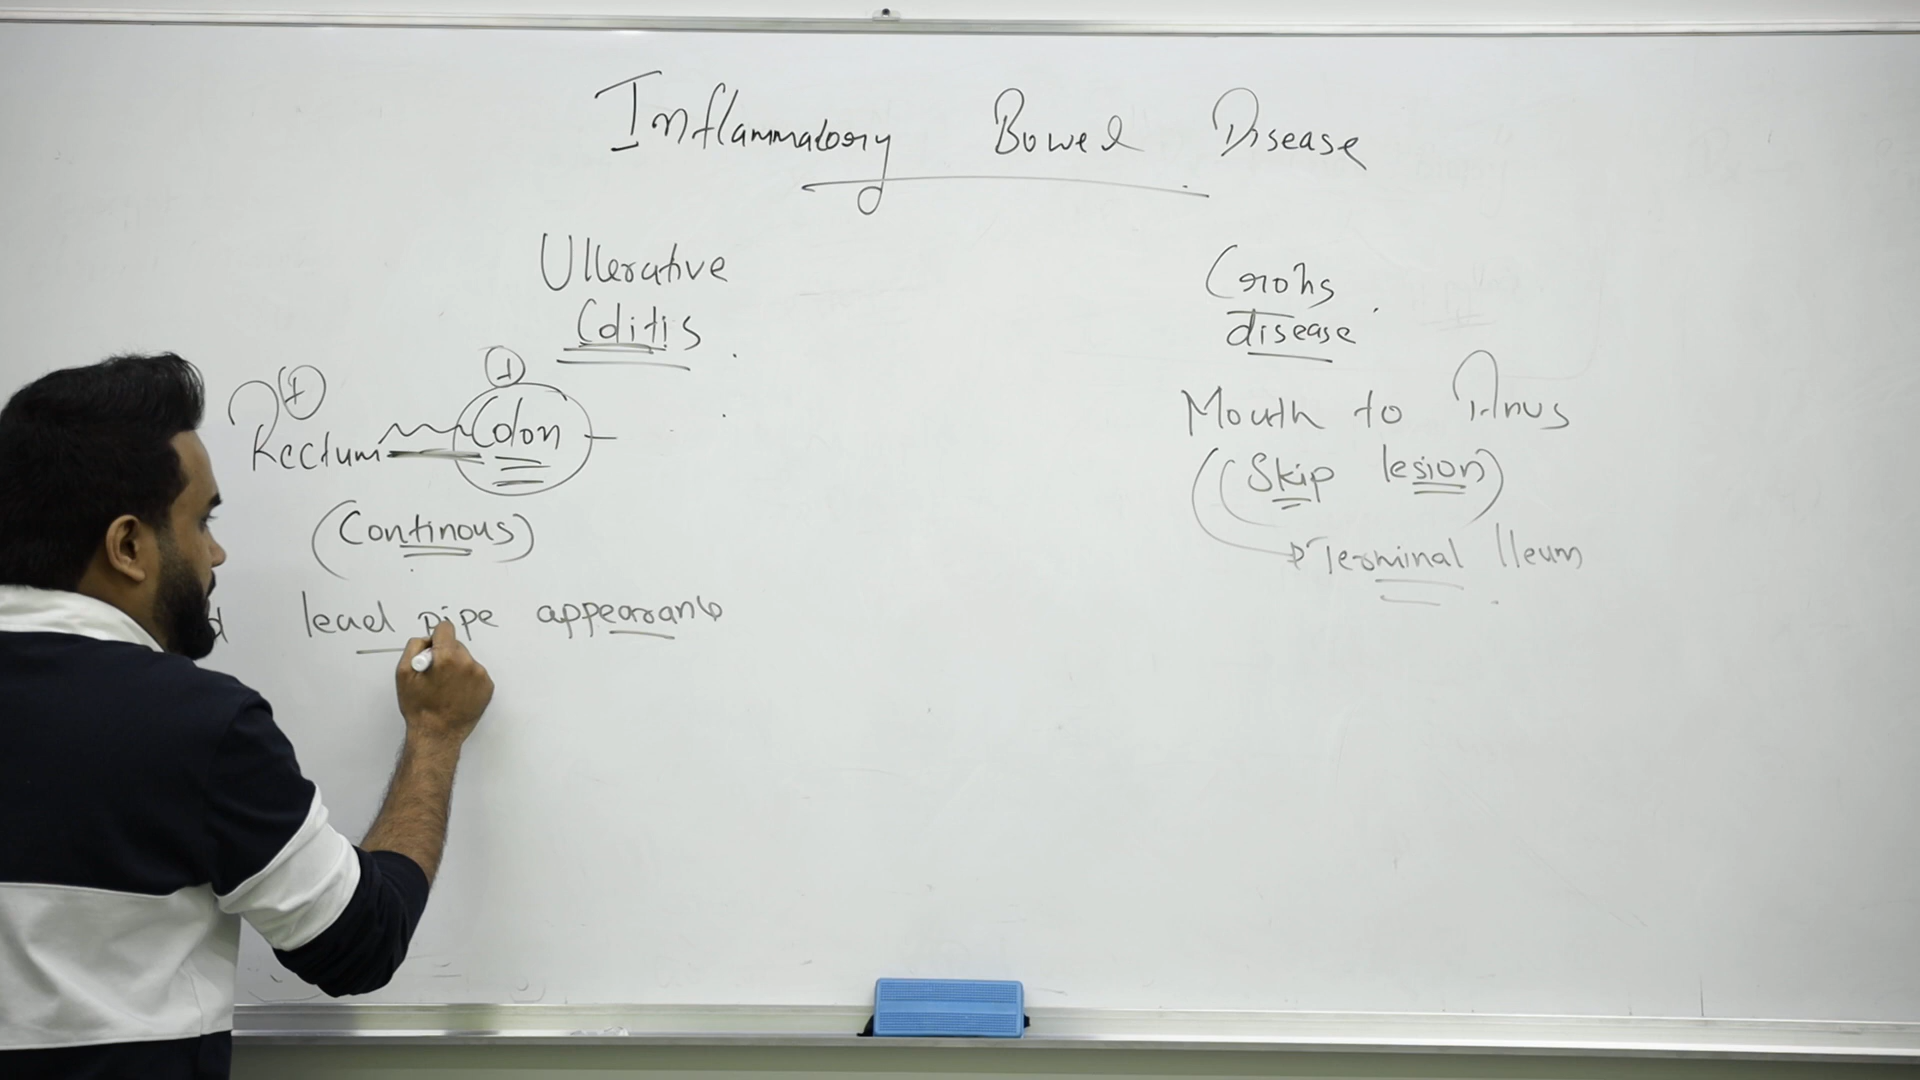 Inflammatory Bowel Disease
Ullerative
Colitis
Crohs
disease
Rectum Colon
Mouth to Anus
(Continous)
(Skip lesion)
Terminal Ileum
lead pipe appearance